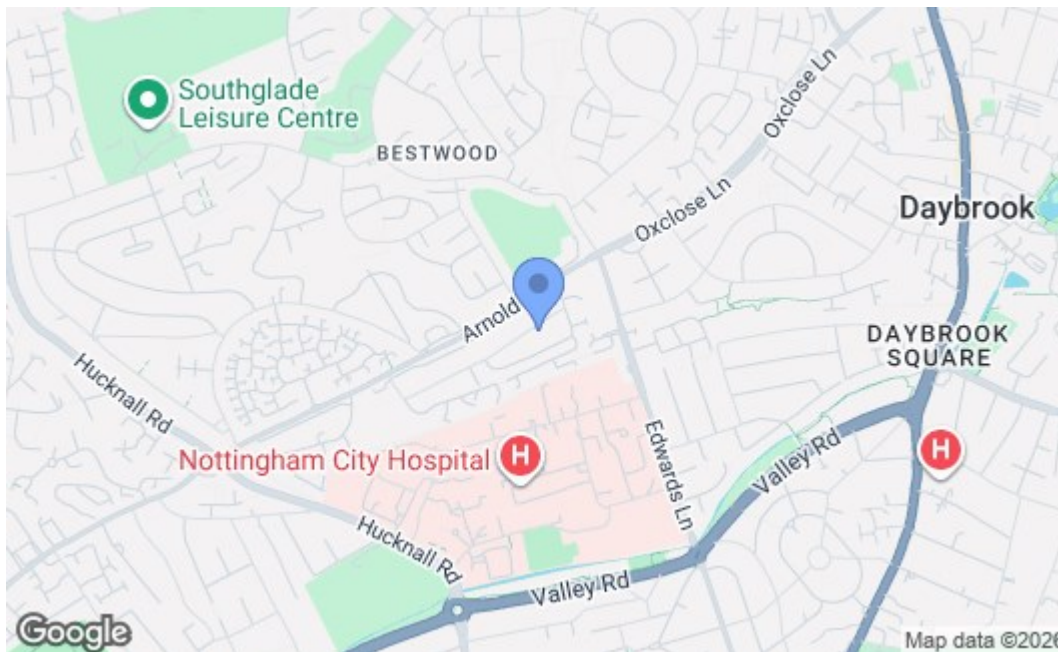 Southglade
Leisure Centre
BESTWOOD
Oxclose Ln
Oxclose Ln
Daybrook
Arnold
DAYBROOK
SQUARE
Hucknall Rd
Nottingham City Hospital
H
H
Edwards Ln
Valley Rd
Hucknall Rd
Valley Rd
Google
Map data ©2026